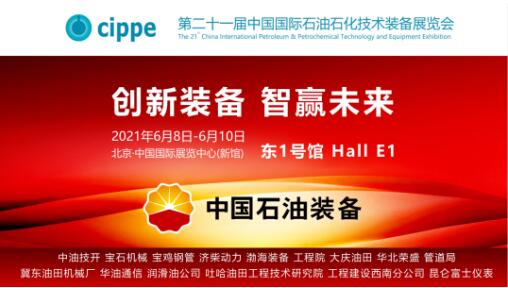 cippe 第二十一届中国国际石油石化技术装备展览会
The 21st China International Petroleum & Petrochemical Technology and Equipment Exhibition
创新装备 智赢未来
2021年6月8日-6月10日
北京·中国国际展览中心(新馆) 东1号馆 Hall E1
中国石油装备
中油技开 宝石机械 宝鸡钢管 济柴动力 渤海装备 工程院 大庆油田 华北荣盛 管道局
冀东油田机械厂 华油通信 润滑油公司 吐哈油田工程技术研究院 工程建设西南分公司 昆仑富士仪表